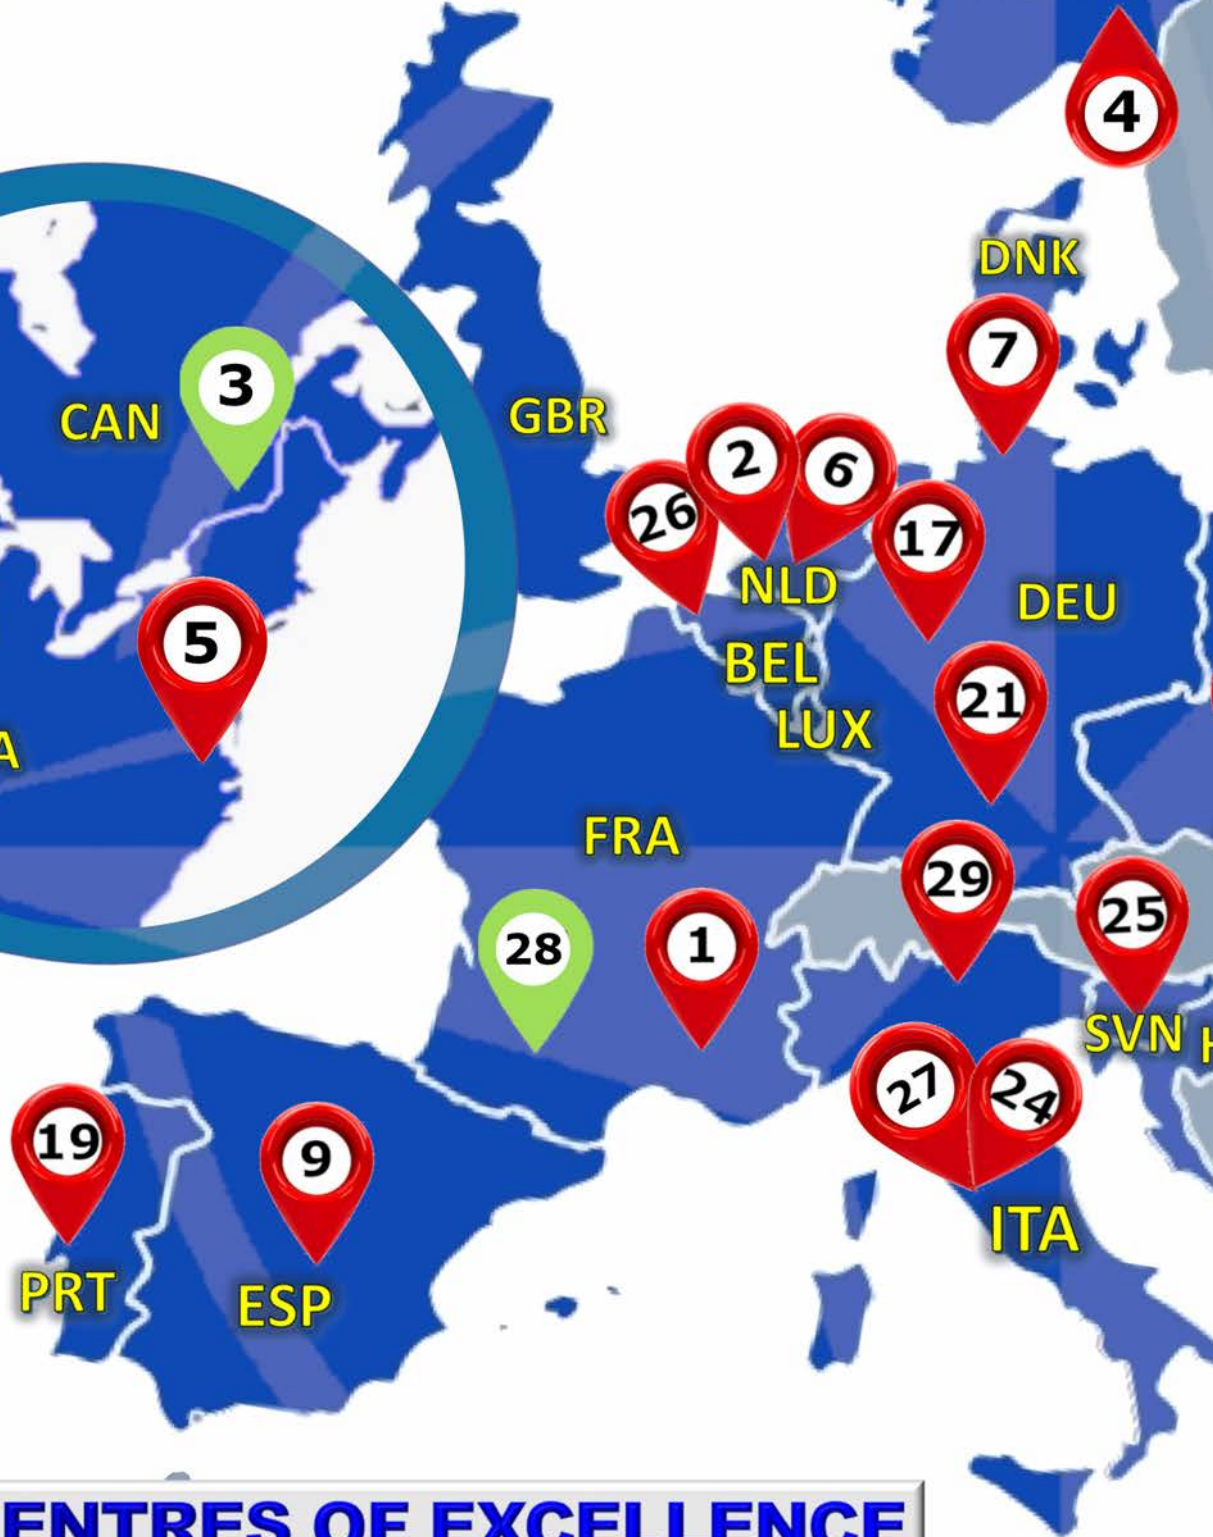 4
DNK
7
3
CAN
GBR
2
6
26
17
NLD
DEU
5
BEL
21
LUX
A
FRA
29
25
28
1
SVN H
27
24
19
9
ITA
PRT
ESP
ENTRES OF EXCELLENCE